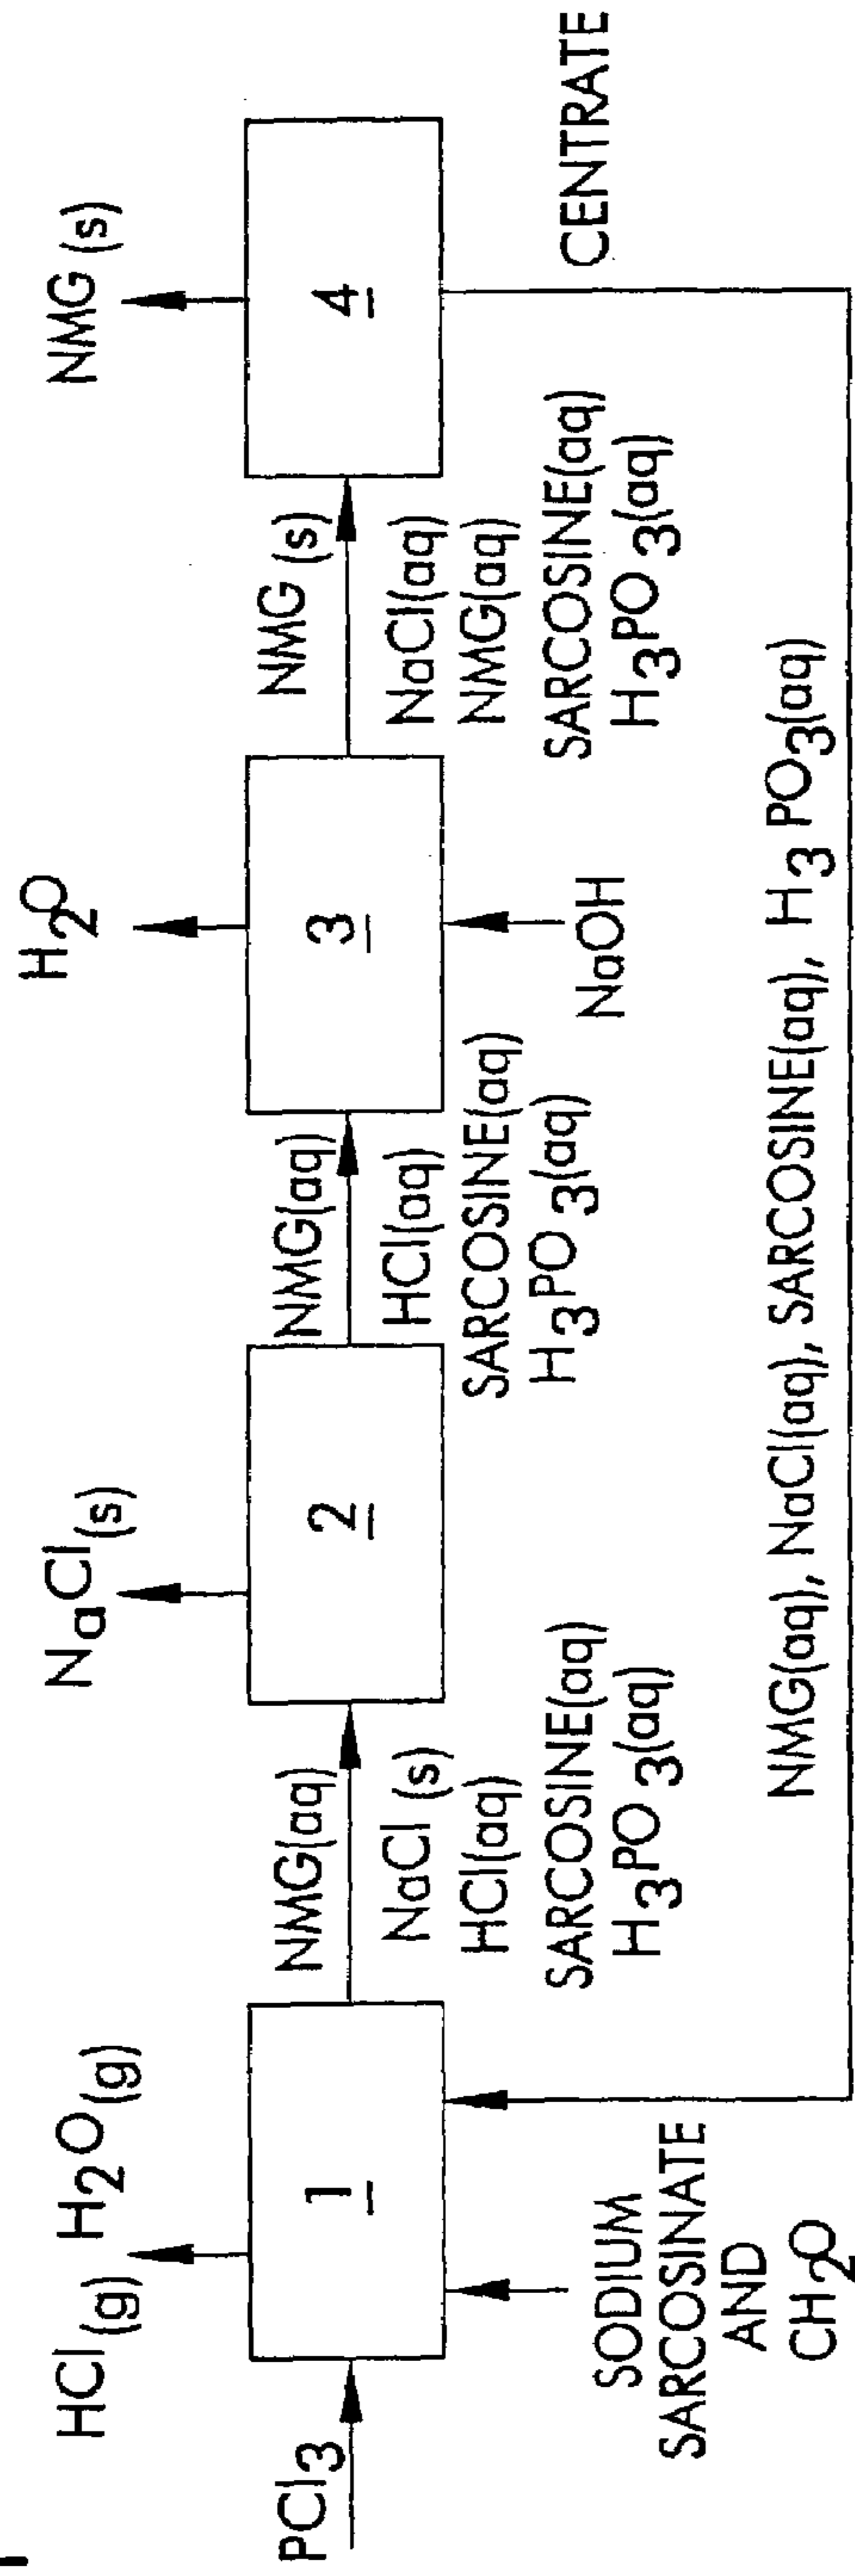 HCl(g) H2O(g)
NaCl(s)
H2O
NMG (s)
PCl3
1
2
3
4
NMG(aq)
NaCl (s)
HCl(aq)
SARCOSINE(aq)
H3PO3(aq)
NMG(aq)
HCl(aq)
SARCOSINE(aq)
H3PO3(aq)
NMG (s)
NaCl(aq)
NMG(aq)
SARCOSINE(aq)
H3PO3(aq)
SODIUM
SARCOSINATE
AND
CH2O
NaOH
CENTRATE
NMG(aq), NaCl(aq), SARCOSINE(aq), H3PO3(aq)